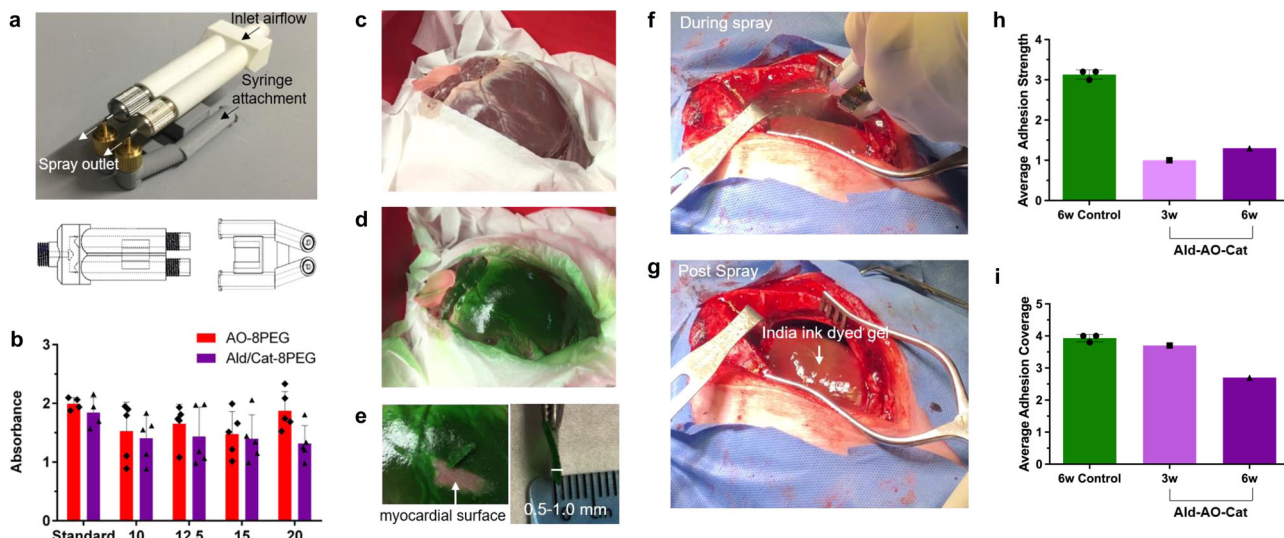 a
Inlet airflow
Syringe
attachment
Spray outlet
b
AO-8PEG
Ald/Cat-8PEG
Absorbance
3
2
1
0
Standard 10 12.5 15 20
c
d
e
myocardial surface
0.5-1.0 mm
f
During spray
g
Post Spray
India ink dyed gel
h
Average Adhesion Strength
4
3
2
1
0
6w Control 3w 6w
Ald-AO-Cat
i
Average Adhesion Coverage
5
4
3
2
1
0
6w Control 3w 6w
Ald-AO-Cat